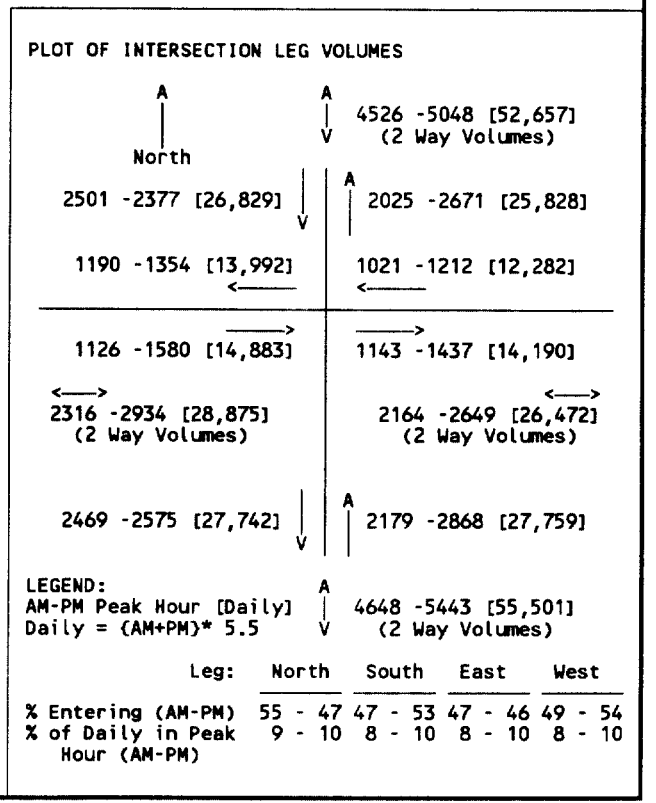 PLOT OF INTERSECTION LEG VOLUMES
A A
4526 -5048 [52,657]
V (2 Way Volumes)
North
A
2501 -2377 [26,829] 2025 -2671 [25,828]
V
1190 -1354 [13,992] 1021 -1212 [12,282]
<—— <——
——> ——>
1126 -1580 [14,883] 1143 -1437 [14,190]
<——> <——>
2316 -2934 [28,875] 2164 -2649 [26,472]
(2 Way Volumes) (2 Way Volumes)
A
2469 -2575 [27,742] 2179 -2868 [27,759]
V
LEGEND: A
AM-PM Peak Hour [Daily] 4648 -5443 [55,501]
Daily = {AM+PM}* 5.5 V (2 Way Volumes)
Leg: North South East West
% Entering (AM-PM) 55 - 47 47 - 53 47 - 46 49 - 54
% of Daily in Peak 9 - 10 8 - 10 8 - 10 8 - 10
Hour (AM-PM)